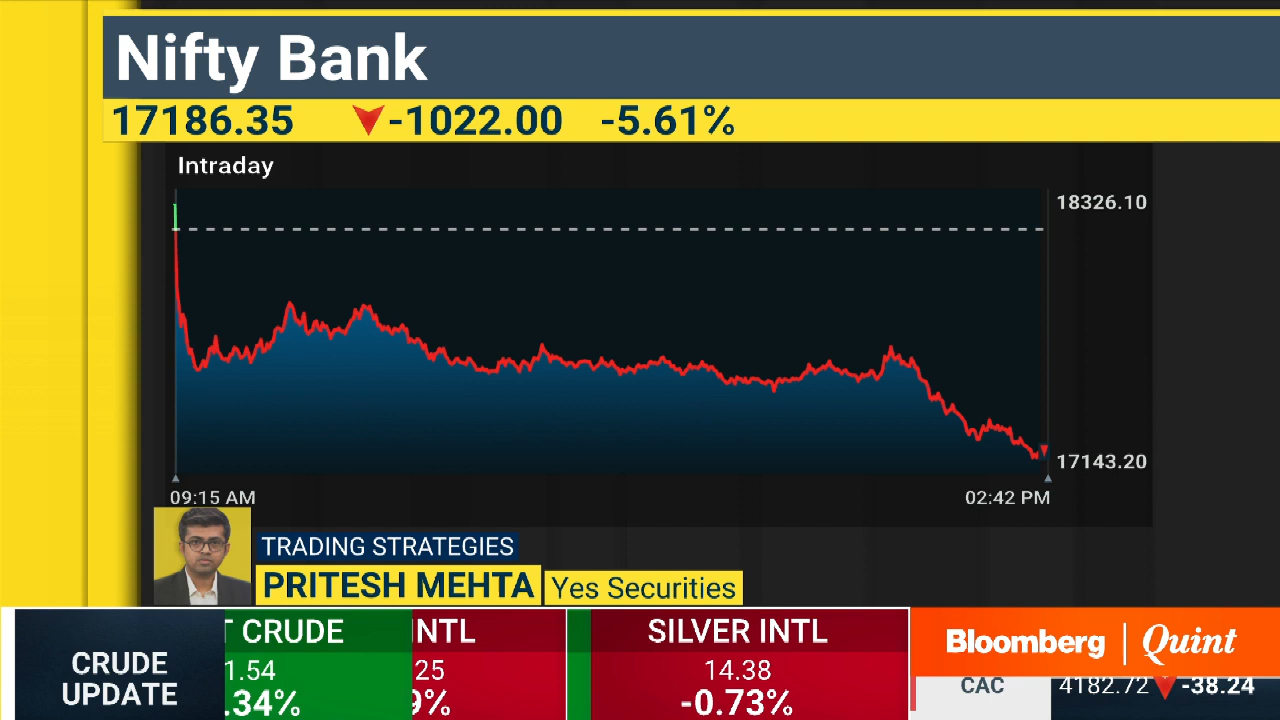 Nifty Bank
17186.35 -1022.00 -5.61%
Intraday
18326.10
17143.20
09:15 AM 02:42 PM
TRADING STRATEGIES
PRITESH MEHTA Yes Securities
CRUDE
UPDATE
T CRUDE
1.54
.34%
INTL
25
9%
SILVER INTL
14.38
-0.73%
Bloomberg | Quint
CAC 4182.72 -38.24